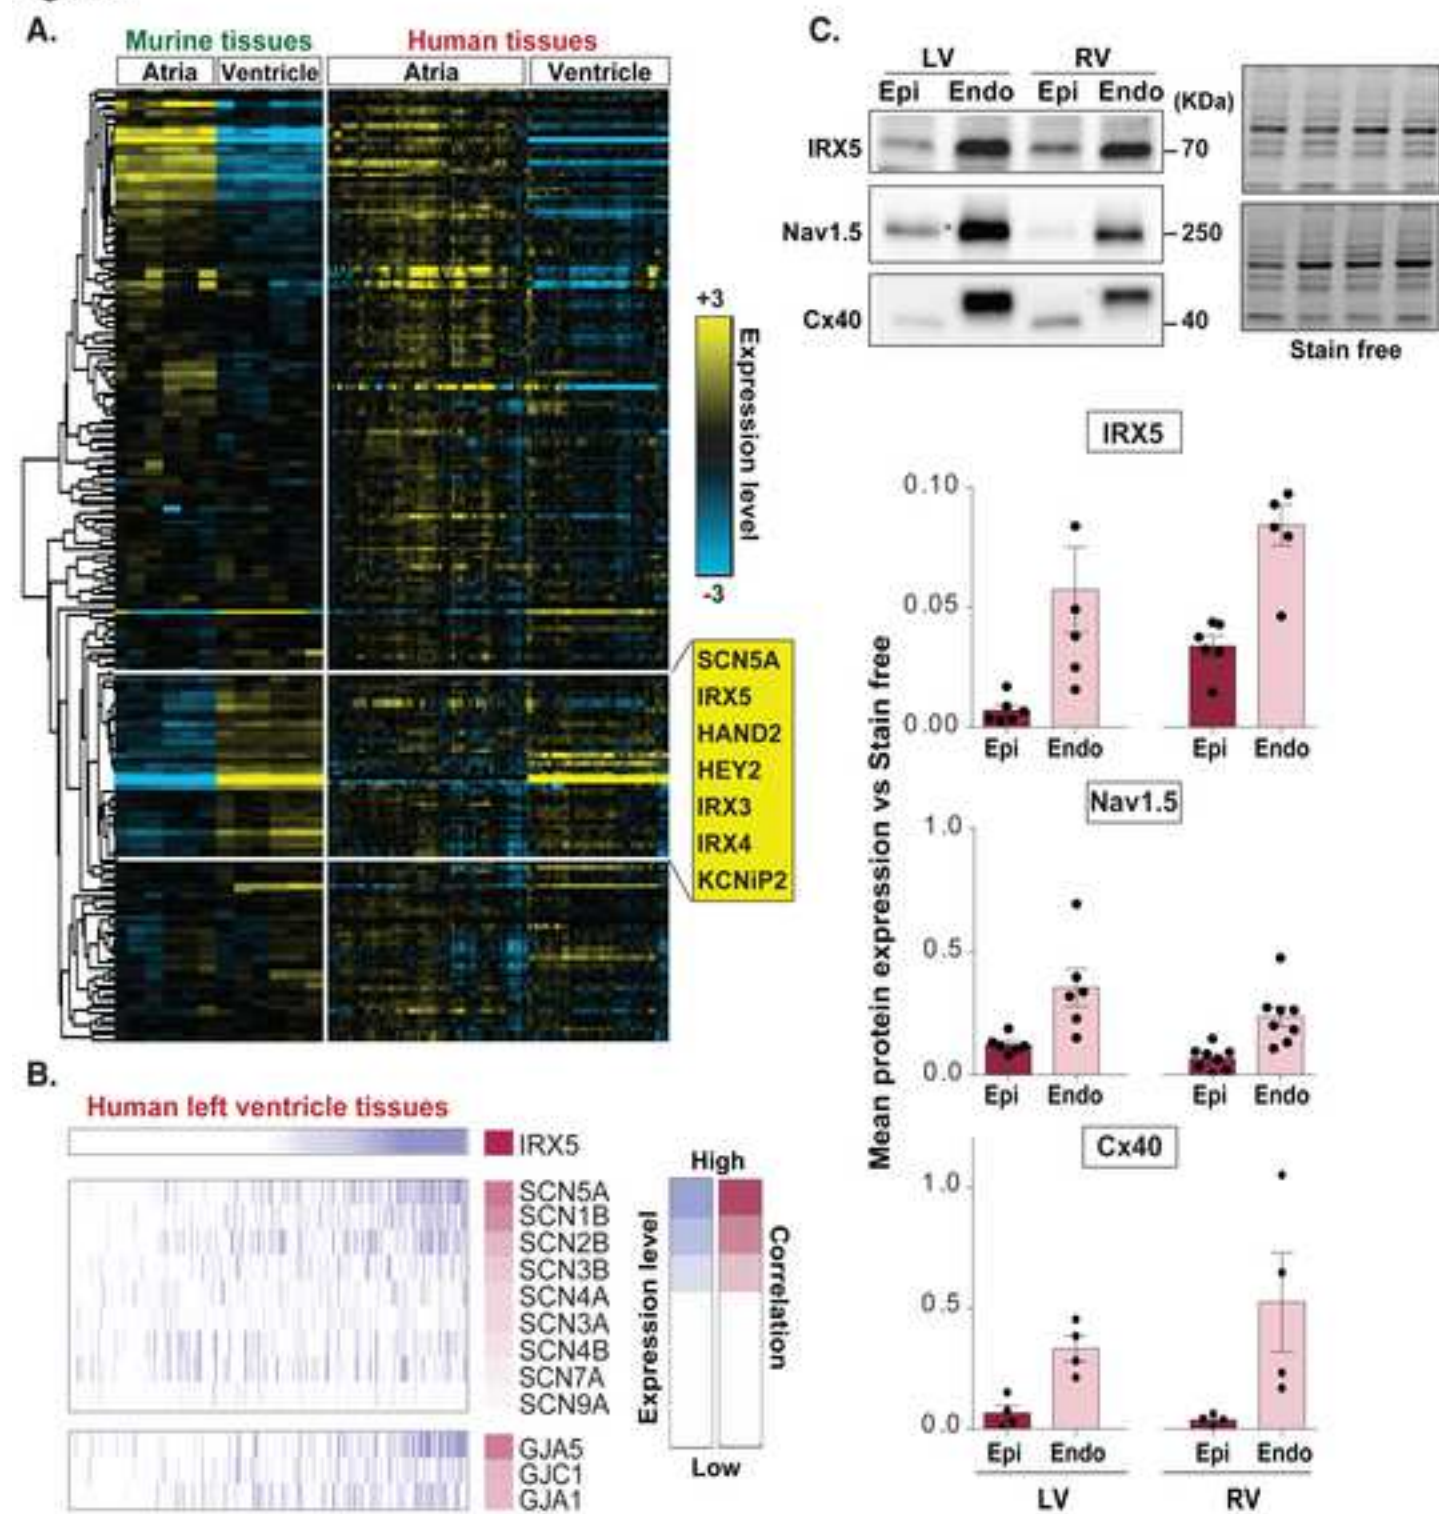 A.
Murine tissues
Human tissues
Atria
Ventricle
Atria
Ventricle
+3
Expression level
-3
SCN5A
IRX5
HAND2
HEY2
IRX3
IRX4
KCNiP2
B.
Human left ventricle tissues
IRX5
SCN5A
SCN1B
SCN2B
SCN3B
SCN4A
SCN3A
SCN4B
SCN7A
SCN9A
GJA5
GJC1
GJA1
High
Expression level
Correlation
Low
C.
LV
RV
Epi Endo Epi Endo (KDa)
IRX5
70
Nav1.5
250
Cx40
40
Stain free
Mean protein expression vs Stain free
IRX5
0.10
0.05
0.00
Epi Endo Epi Endo
Nav1.5
1.0
0.5
0.0
Epi Endo Epi Endo
Cx40
1.0
0.5
0.0
Epi Endo Epi Endo
LV
RV